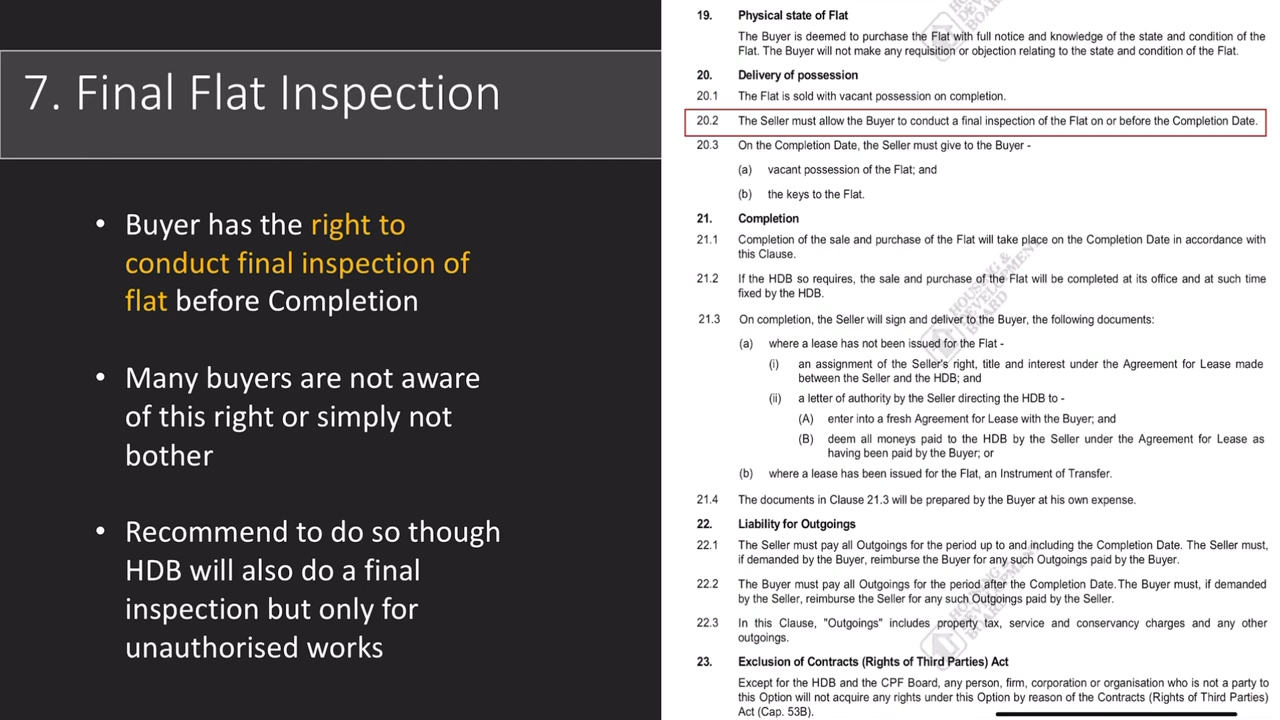 7. Final Flat Inspection
• Buyer has the right to
conduct final inspection of
flat before Completion
• Many buyers are not aware
of this right or simply not
bother
• Recommend to do so though
HDB will also do a final
inspection but only for
unauthorised works
19. Physical state of Flat
The Buyer is deemed to purchase the Flat with full notice and knowledge of the state and condition of the
Flat. The Buyer will not make any requisition or objection relating to the state and condition of the Flat.
20. Delivery of possession
20.1 The Flat is sold with vacant possession on completion.
20.2 The Seller must allow the Buyer to conduct a final inspection of the Flat on or before the Completion Date.
20.3 On the Completion Date, the Seller must give to the Buyer -
(a) vacant possession of the Flat; and
(b) the keys to the Flat.
21. Completion
21.1 Completion of the sale and purchase of the Flat will take place on the Completion Date in accordance with
this Clause.
21.2 If the HDB so requires, the sale and purchase of the Flat will be completed at its office and at such time
fixed by the HDB.
21.3 On completion, the Seller will sign and deliver to the Buyer, the following documents:
(a) where a lease has not been issued for the Flat -
(i) an assignment of the Seller's right, title and interest under the Agreement for Lease made
between the Seller and the HDB; and
(ii) a letter of authority by the Seller directing the HDB to -
(A) enter into a fresh Agreement for Lease with the Buyer; and
(B) deem all moneys paid to the HDB by the Seller under the Agreement for Lease as
having been paid by the Buyer; or
(b) where a lease has been issued for the Flat, an Instrument of Transfer.
21.4 The documents in Clause 21.3 will be prepared by the Buyer at his own expense.
22. Liability for Outgoings
22.1 The Seller must pay all Outgoings for the period up to and including the Completion Date. The Seller must,
if demanded by the Buyer, reimburse the Buyer for any such Outgoings paid by the Buyer.
22.2 The Buyer must pay all Outgoings for the period after the Completion Date.The Buyer must, if demanded
by the Seller, reimburse the Seller for any such Outgoings paid by the Seller.
22.3 In this Clause, "Outgoings" includes property tax, service and conservancy charges and any other
outgoings.
23. Exclusion of Contracts (Rights of Third Parties) Act
Except for the HDB and the CPF Board, any person, firm, corporation or organisation who is not a party to
this Option will not acquire any rights under this Option by reason of the Contracts (Rights of Third Parties)
Act (Cap. 53B).
HOUSING &
DEVELOPMENT
BOARD